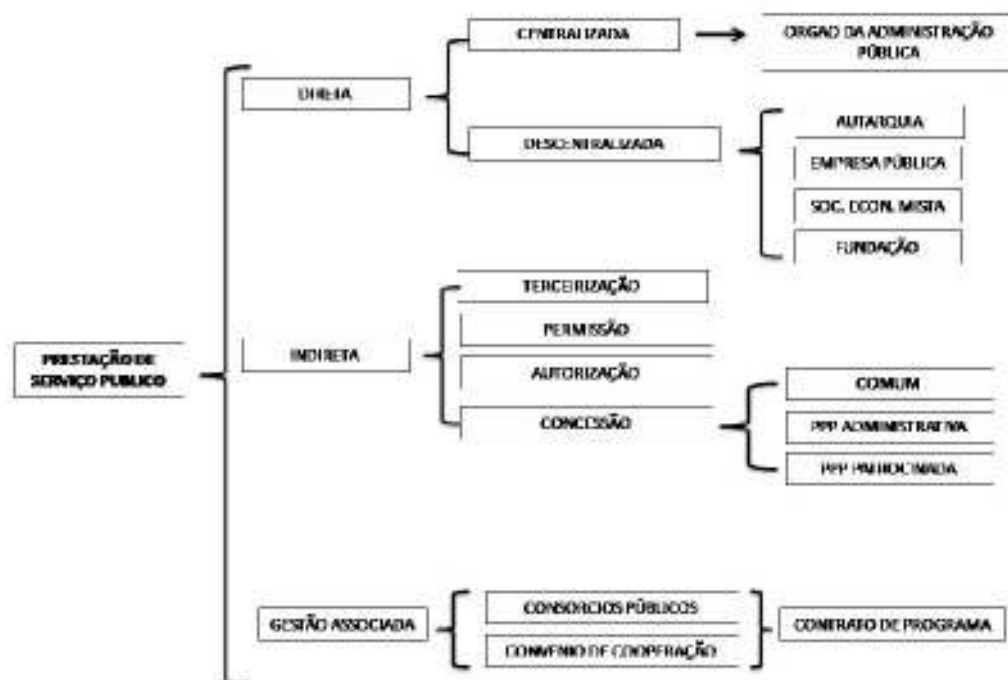 CENTRALIZADA
ORGAO DA ADMINISTRAÇÃO
PÚBLICA
DIRETA
DESCENTRALIZADA
AUTARQUIA
EMPRESA PÚBLICA
SOC. ECON. MISTA
FUNDAÇÃO
PRESTAÇÃO DE
SERVIÇO PUBLICO
INDIRETA
TERCEIRIZAÇÃO
PERMISSÃO
AUTORIZAÇÃO
CONCESSÃO
COMUM
PPP ADMINISTRATIVA
PPP PATROCINADA
GESTÃO ASSOCIADA
CONSORCIOS PÚBLICOS
CONVENIO DE COOPERAÇÃO
CONTRATO DE PROGRAMA